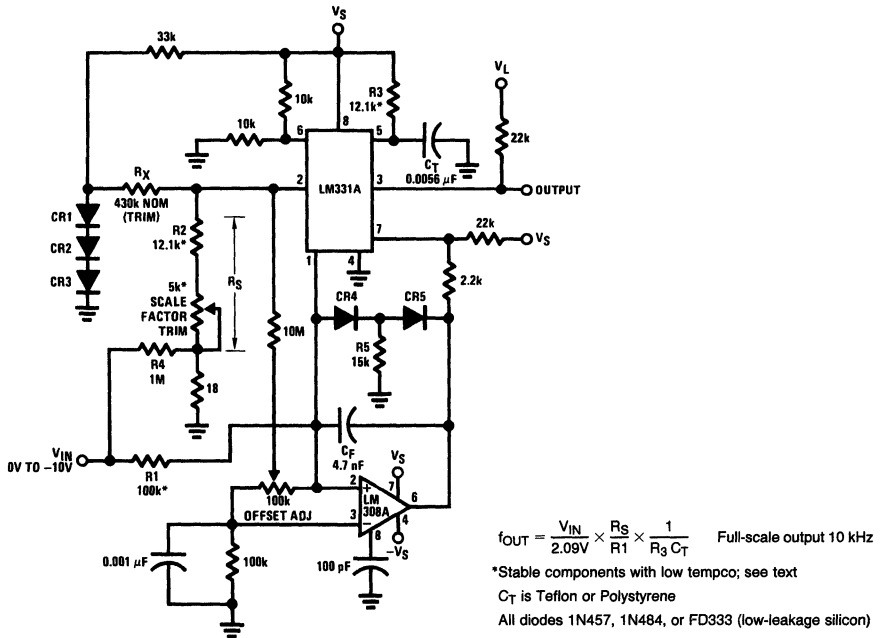 VS
33k
10k
R3
12.1k*
VL
10k
6
8
5
22k
CT
0.0056 μF
RX
430k NOM
(TRIM)
2
LM331A
3
OUTPUT
CR1
CR2
CR3
R2
12.1k*
RS
7
22k
VS
1
4
2.2k
5k*
SCALE
FACTOR
TRIM
CR4
CR5
10M
R5
15k
R4
1M
18
VIN
0V TO −10V
R1
100k*
CF
4.7 nF
VS
100k
OFFSET ADJ
2
+
7
LM
308A
6
3
−
4
8
−VS
0.001 μF
100k
100 pF
fOUT = VIN/2.09V × RS/R1 × 1/R3 CT Full-scale output 10 kHz
*Stable components with low tempco; see text
CT is Teflon or Polystyrene
All diodes 1N457, 1N484, or FD333 (low-leakage silicon)